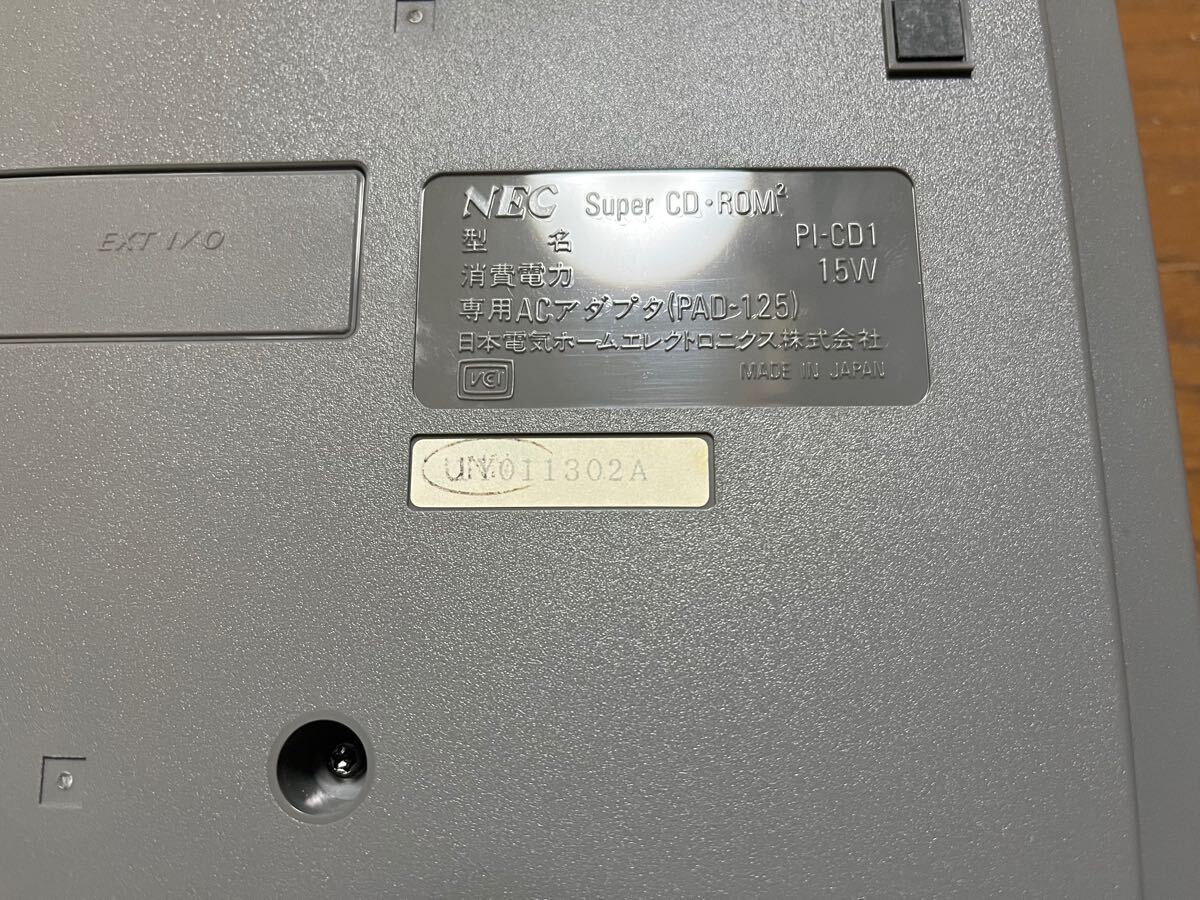 EXT I/O
NEC Super CD・ROM²
型名 PI-CD1
消費電力 15W
専用ACアダプタ(PAD-125)
日本電気ホームエレクトロニクス株式会社
VCI MADE IN JAPAN